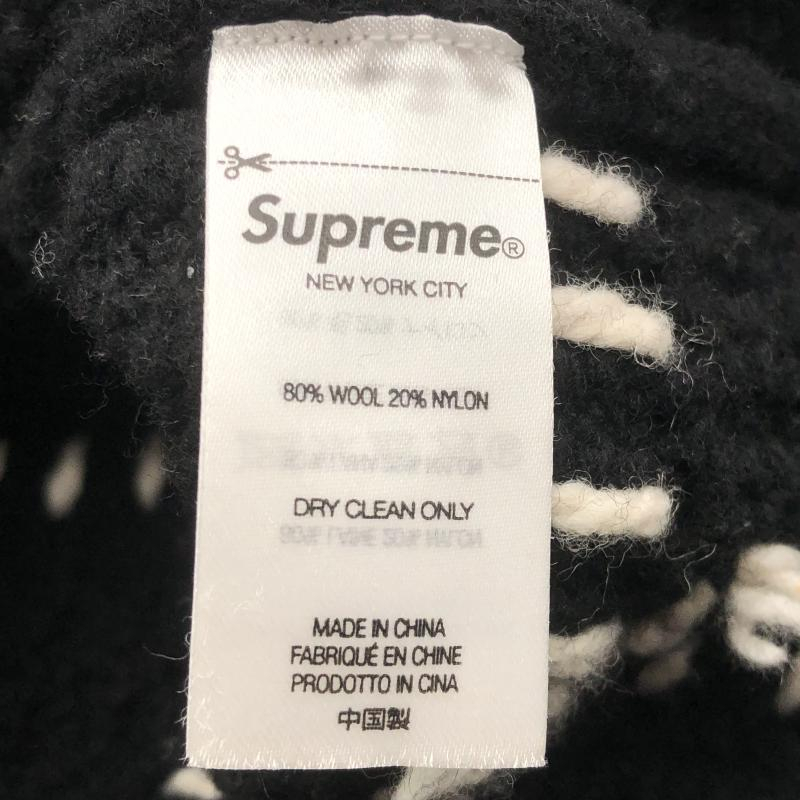 Supreme®
NEW YORK CITY
80% WOOL 20% NYLON
DRY CLEAN ONLY
MADE IN CHINA
FABRIQUÉ EN CHINE
PRODOTTO IN CINA
中国製